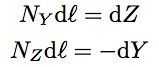 N_Y dℓ = dZ
N_Z dℓ = −dY